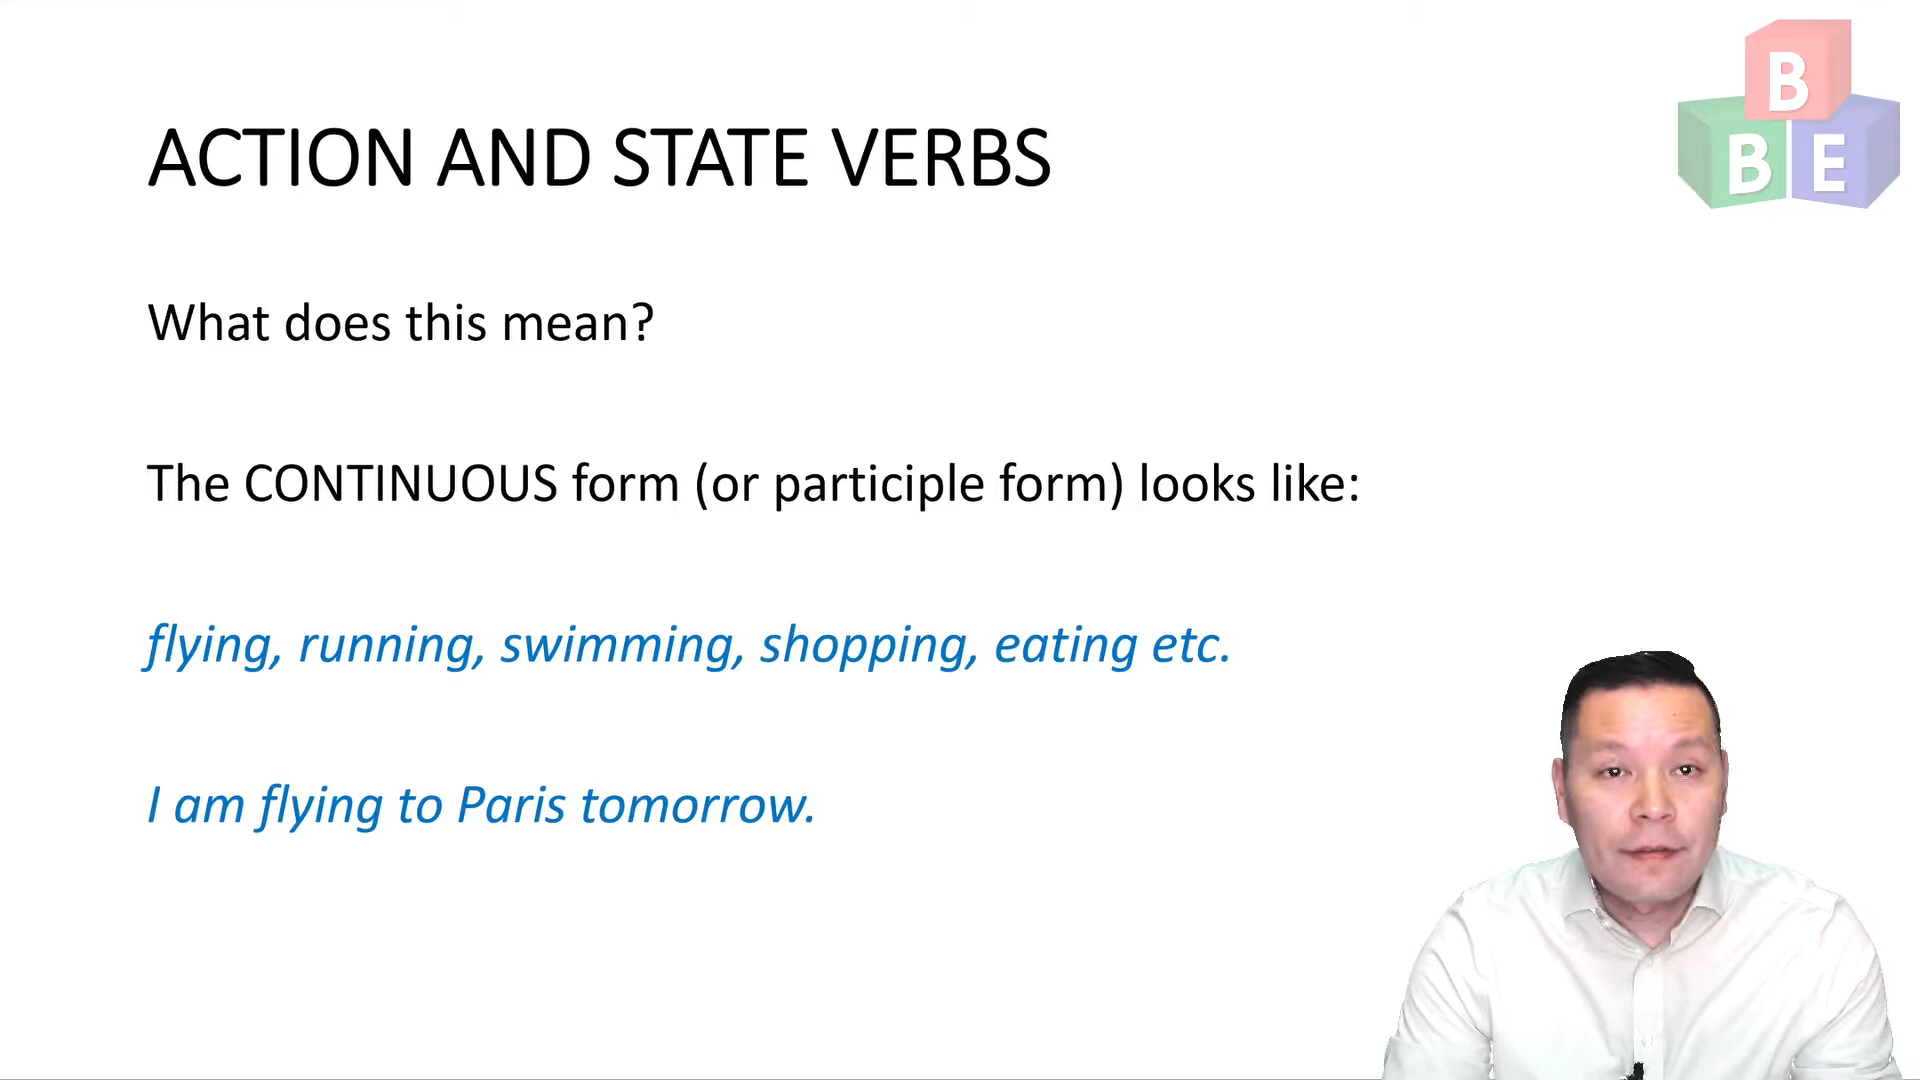 ACTION AND STATE VERBS
B
B E
What does this mean?
The CONTINUOUS form (or participle form) looks like:
flying, running, swimming, shopping, eating etc.
I am flying to Paris tomorrow.